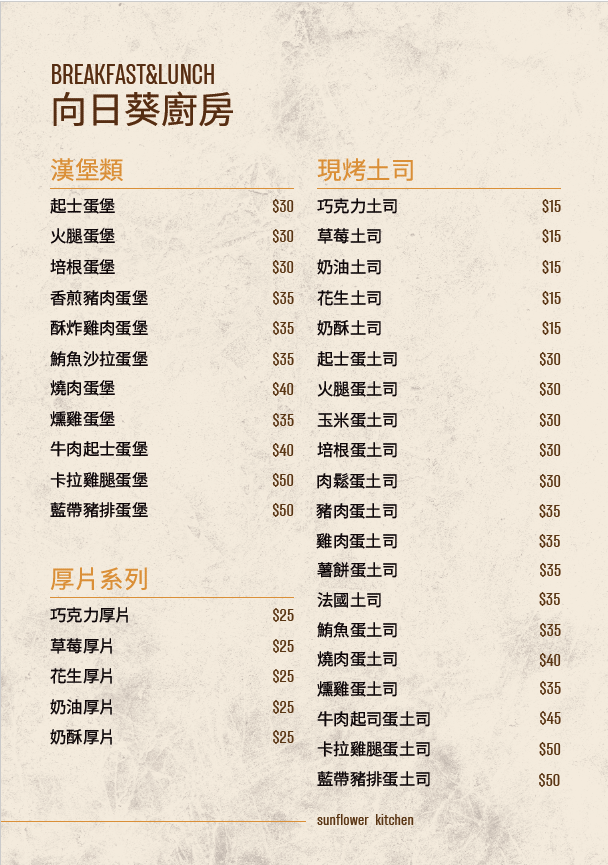 BREAKFAST&LUNCH
向日葵廚房
漢堡類
起士蛋堡 $30
火腿蛋堡 $30
培根蛋堡 $30
香煎豬肉蛋堡 $35
酥炸雞肉蛋堡 $35
鮪魚沙拉蛋堡 $35
燒肉蛋堡 $40
燻雞蛋堡 $35
牛肉起士蛋堡 $40
卡拉雞腿蛋堡 $50
藍帶豬排蛋堡 $50
厚片系列
巧克力厚片 $25
草莓厚片 $25
花生厚片 $25
奶油厚片 $25
奶酥厚片 $25
現烤土司
巧克力土司 $15
草莓土司 $15
奶油土司 $15
花生土司 $15
奶酥土司 $15
起士蛋土司 $30
火腿蛋土司 $30
玉米蛋土司 $30
培根蛋土司 $30
肉鬆蛋土司 $30
豬肉蛋土司 $35
雞肉蛋土司 $35
薯餅蛋土司 $35
法國土司 $35
鮪魚蛋土司 $35
燒肉蛋土司 $40
燻雞蛋土司 $35
牛肉起司蛋土司 $45
卡拉雞腿蛋土司 $50
藍帶豬排蛋土司 $50
sunflower kitchen